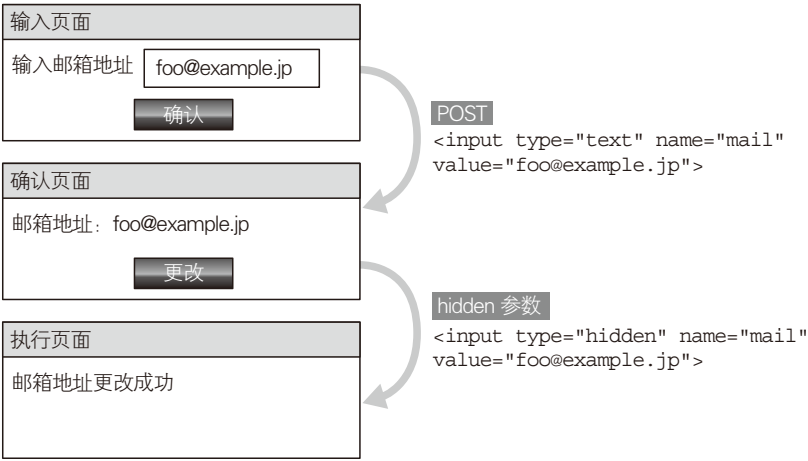 输入页面
输入邮箱地址 foo@example.jp
确认
POST
<input type="text" name="mail"
value="foo@example.jp">
确认页面
邮箱地址：foo@example.jp
更改
hidden 参数
<input type="hidden" name="mail"
value="foo@example.jp">
执行页面
邮箱地址更改成功